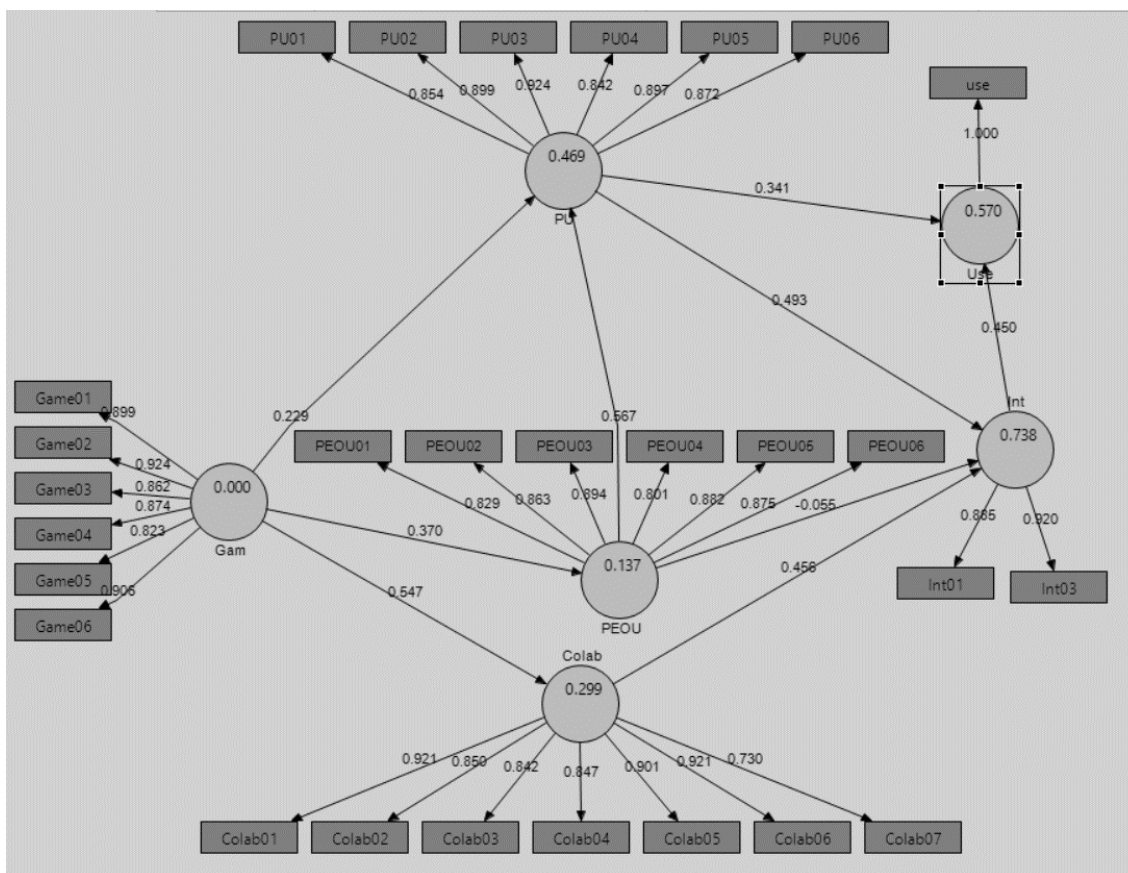 PU01 PU02 PU03 PU04 PU05 PU06
0.854 0.899 0.924 0.842 0.897 0.872
use
1.000
0.469
PU
0.341
0.570
Use
0.493
0.450
Int
0.738
0.885 0.920
Int01 Int03
Game01
Game02
Game03
Game04
Game05
Game06
0.899
0.924
0.862
0.874
0.823
0.906
0.000
Gam
0.229
0.567
0.370
0.547
PEOU01 PEOU02 PEOU03 PEOU04 PEOU05 PEOU06
0.829 0.863 0.894 0.801 0.882 0.875 -0.055
0.137
PEOU
0.456
Colab
0.299
0.921 0.850 0.842 0.847 0.901 0.921 0.730
Colab01 Colab02 Colab03 Colab04 Colab05 Colab06 Colab07